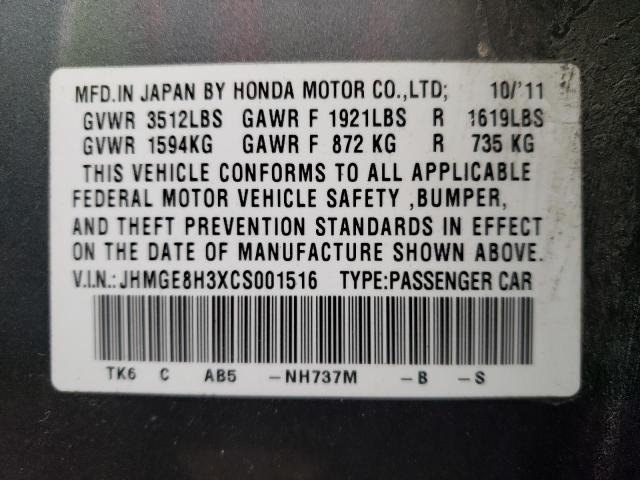 MFD.IN JAPAN BY HONDA MOTOR CO.,LTD; 10/'11
GVWR 3512LBS GAWR F 1921LBS R 1619LBS
GVWR 1594KG GAWR F 872 KG R 735 KG
THIS VEHICLE CONFORMS TO ALL APPLICABLE
FEDERAL MOTOR VEHICLE SAFETY ,BUMPER,
AND THEFT PREVENTION STANDARDS IN EFFECT
ON THE DATE OF MANUFACTURE SHOWN ABOVE.
V.I.N.: JHMGE8H3XCS001516 TYPE:PASSENGER CAR
TK6 C AB5 -NH737M -B -S